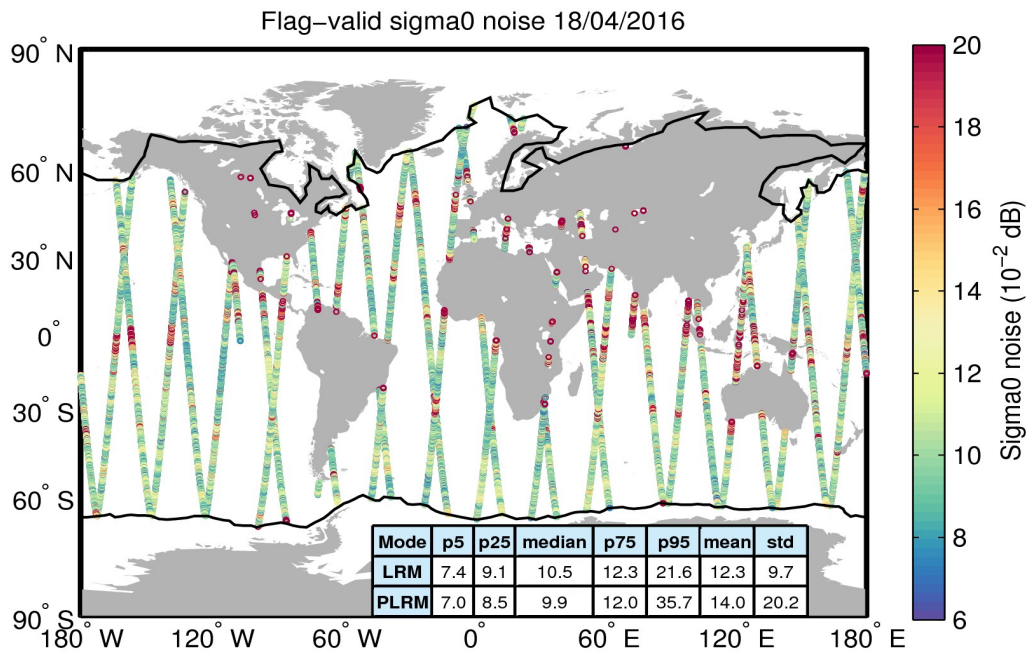 Flag-valid sigma0 noise 18/04/2016
90° N
60° N
30° N
0°
30° S
60° S
90° S
180° W 120° W 60° W 0° 60° E 120° E 180° E
Mode p5 p25 median p75 p95 mean std
LRM 7.4 9.1 10.5 12.3 21.6 12.3 9.7
PLRM 7.0 8.5 9.9 12.0 35.7 14.0 20.2
20
18
16
14
12
10
8
6
Sigma0 noise (10⁻² dB)